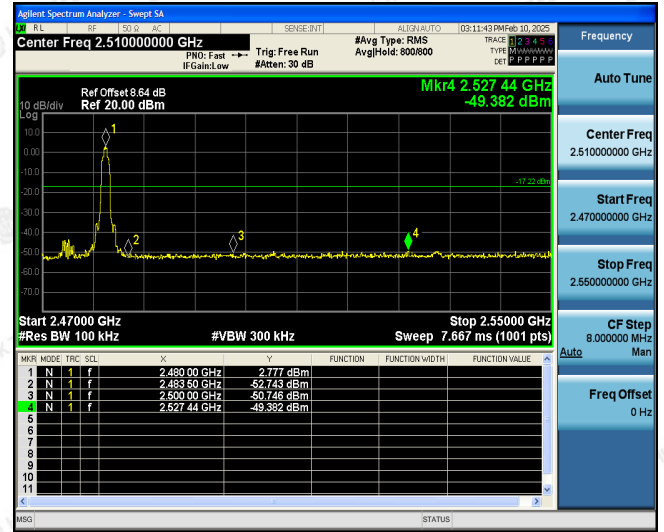 Agilent Spectrum Analyzer - Swept SA
LXI RL RF 50 Ω AC SENSE:INT ALIGN AUTO 03:11:43 PM Feb 10, 2025
Center Freq 2.510000000 GHz #Avg Type: RMS TRACE 1 2 3 4 5 6
PNO: Fast Trig: Free Run Avg|Hold: 800/800 TYPE M
IFGain:Low #Atten: 30 dB DET P P P P P P
Mkr4 2.527 44 GHz
-49.382 dBm
Ref Offset 8.64 dB
10 dB/div Ref 20.00 dBm
Log
10.0
0.00
-10.0
-20.0
-30.0
-40.0
-50.0
-60.0
-70.0
1
2
3
4
-17.22 dBm
Start 2.47000 GHz Stop 2.55000 GHz
#Res BW 100 kHz #VBW 300 kHz Sweep 7.667 ms (1001 pts)
MKR MODE TRC SCL X Y FUNCTION FUNCTION WIDTH FUNCTION VALUE
1 N 1 f 2.480 00 GHz 2.777 dBm
2 N 1 f 2.483 50 GHz -52.743 dBm
3 N 1 f 2.500 00 GHz -50.746 dBm
4 N 1 f 2.527 44 GHz -49.382 dBm
5
6
7
8
9
10
11
MSG STATUS
Frequency
Auto Tune
Center Freq
2.510000000 GHz
Start Freq
2.470000000 GHz
Stop Freq
2.550000000 GHz
CF Step
8.000000 MHz
Auto Man
Freq Offset
0 Hz